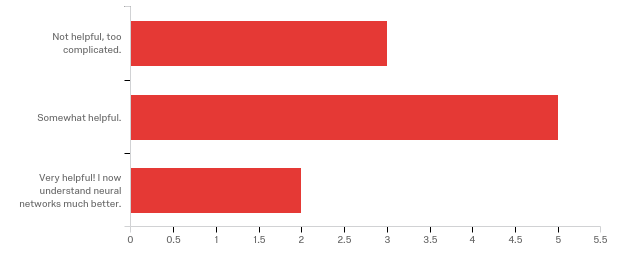 Not helpful, too
complicated.
Somewhat helpful.
Very helpful! I now
understand neural
networks much better.
0 0.5 1 1.5 2 2.5 3 3.5 4 4.5 5 5.5